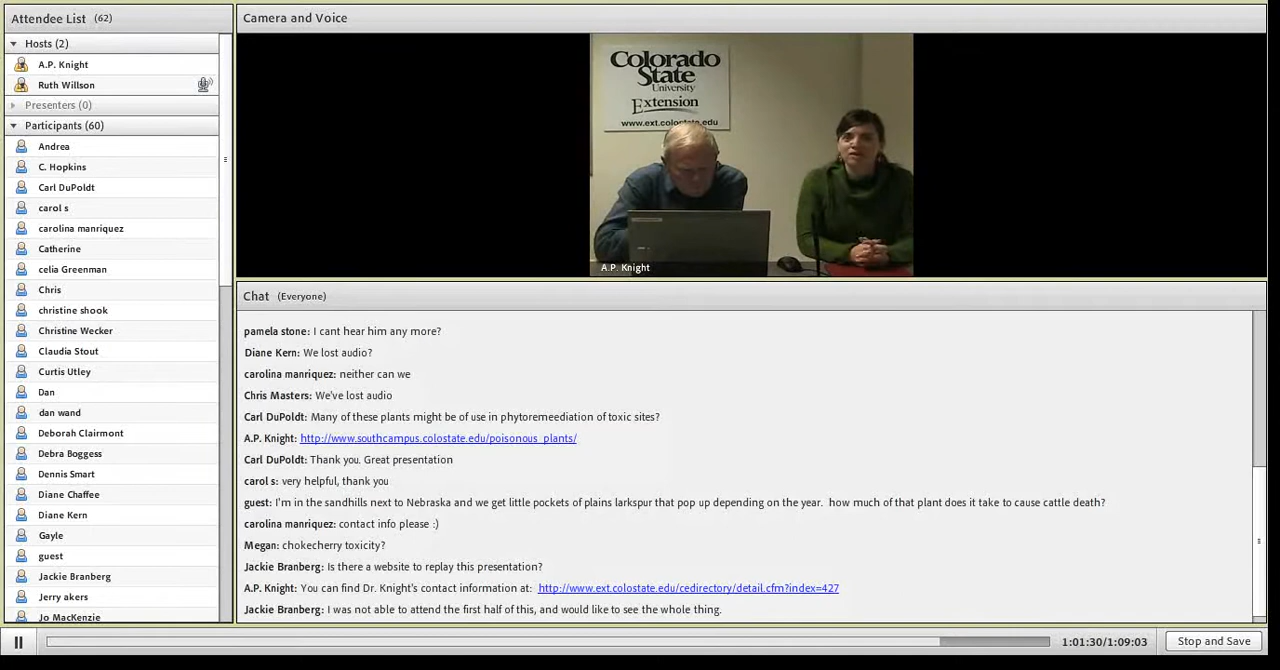 Attendee List (62)
Hosts (2)
A.P. Knight
Ruth Willson
Presenters (0)
Participants (60)
Andrea
C. Hopkins
Carl DuPoldt
carol s
carolina manriquez
Catherine
celia Greenman
Chris
christine shook
Christine Wecker
Claudia Stout
Curtis Utley
Dan
dan wand
Deborah Clairmont
Debra Boggess
Dennis Smart
Diane Chaffee
Diane Kern
Gayle
guest
Jackie Branberg
Jerry akers
Jo MacKenzie
Camera and Voice
Colorado
State
University
Extension
www.ext.colostate.edu
A.P. Knight
Chat (Everyone)
pamela stone: I cant hear him any more?
Diane Kern: We lost audio?
carolina manriquez: neither can we
Chris Masters: We've lost audio
Carl DuPoldt: Many of these plants might be of use in phytoremeediation of toxic sites?
A.P. Knight: http://www.southcampus.colostate.edu/poisonous_plants/
Carl DuPoldt: Thank you. Great presentation
carol s: very helpful, thank you
guest: I'm in the sandhills next to Nebraska and we get little pockets of plains larkspur that pop up depending on the year.  how much of that plant does it take to cause cattle death?
carolina manriquez: contact info please :)
Megan: chokecherry toxicity?
Jackie Branberg: Is there a website to replay this presentation?
A.P. Knight: You can find Dr. Knight's contact information at:  http://www.ext.colostate.edu/cedirectory/detail.cfm?index=427
Jackie Branberg: I was not able to attend the first half of this, and would like to see the whole thing.
1:01:30/1:09:03
Stop and Save